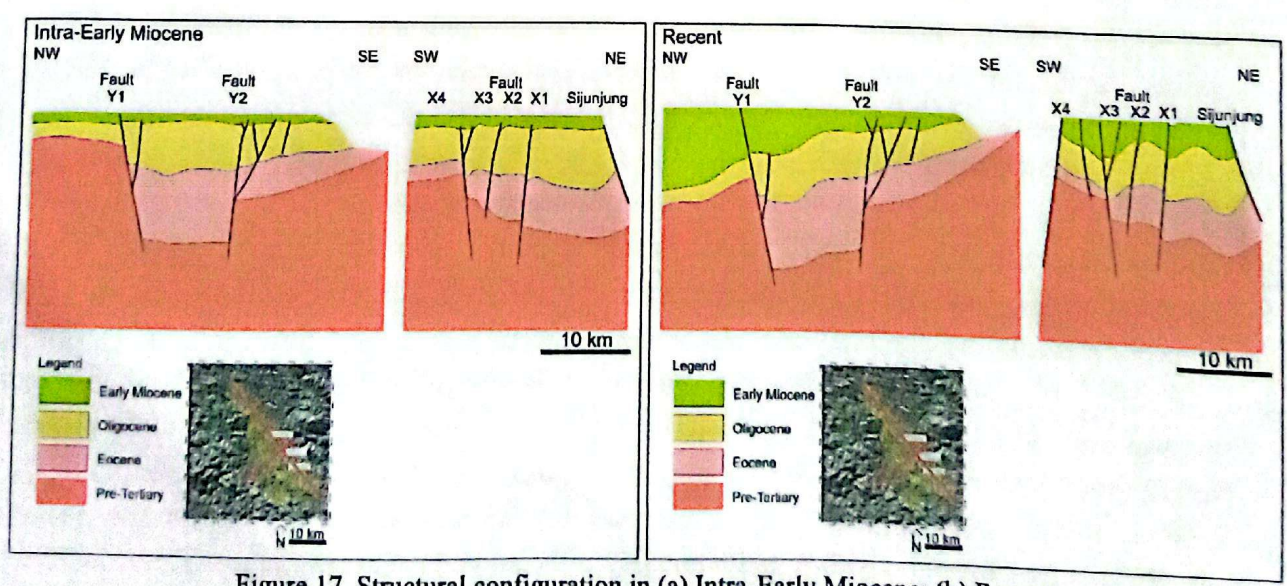 Intra-Early Miocene
NW
SE
SW
NE
Fault
Y1
Fault
Y2
Fault
X4 X3 X2 X1 Sijunjung
10 km
Legend
Early Miocene
Oligocene
Eocene
Pre-Tertiary
N 10 km
Recent
NW
SE
SW
NE
Fault
Y1
Fault
Y2
Fault
X4 X3 X2 X1 Sijunjung
10 km
Legend
Early Miocene
Oligocene
Eocene
Pre-Tertiary
N 10 km
Figure 17. Structural configuration in (a) Intra-Early Miocene; (b)